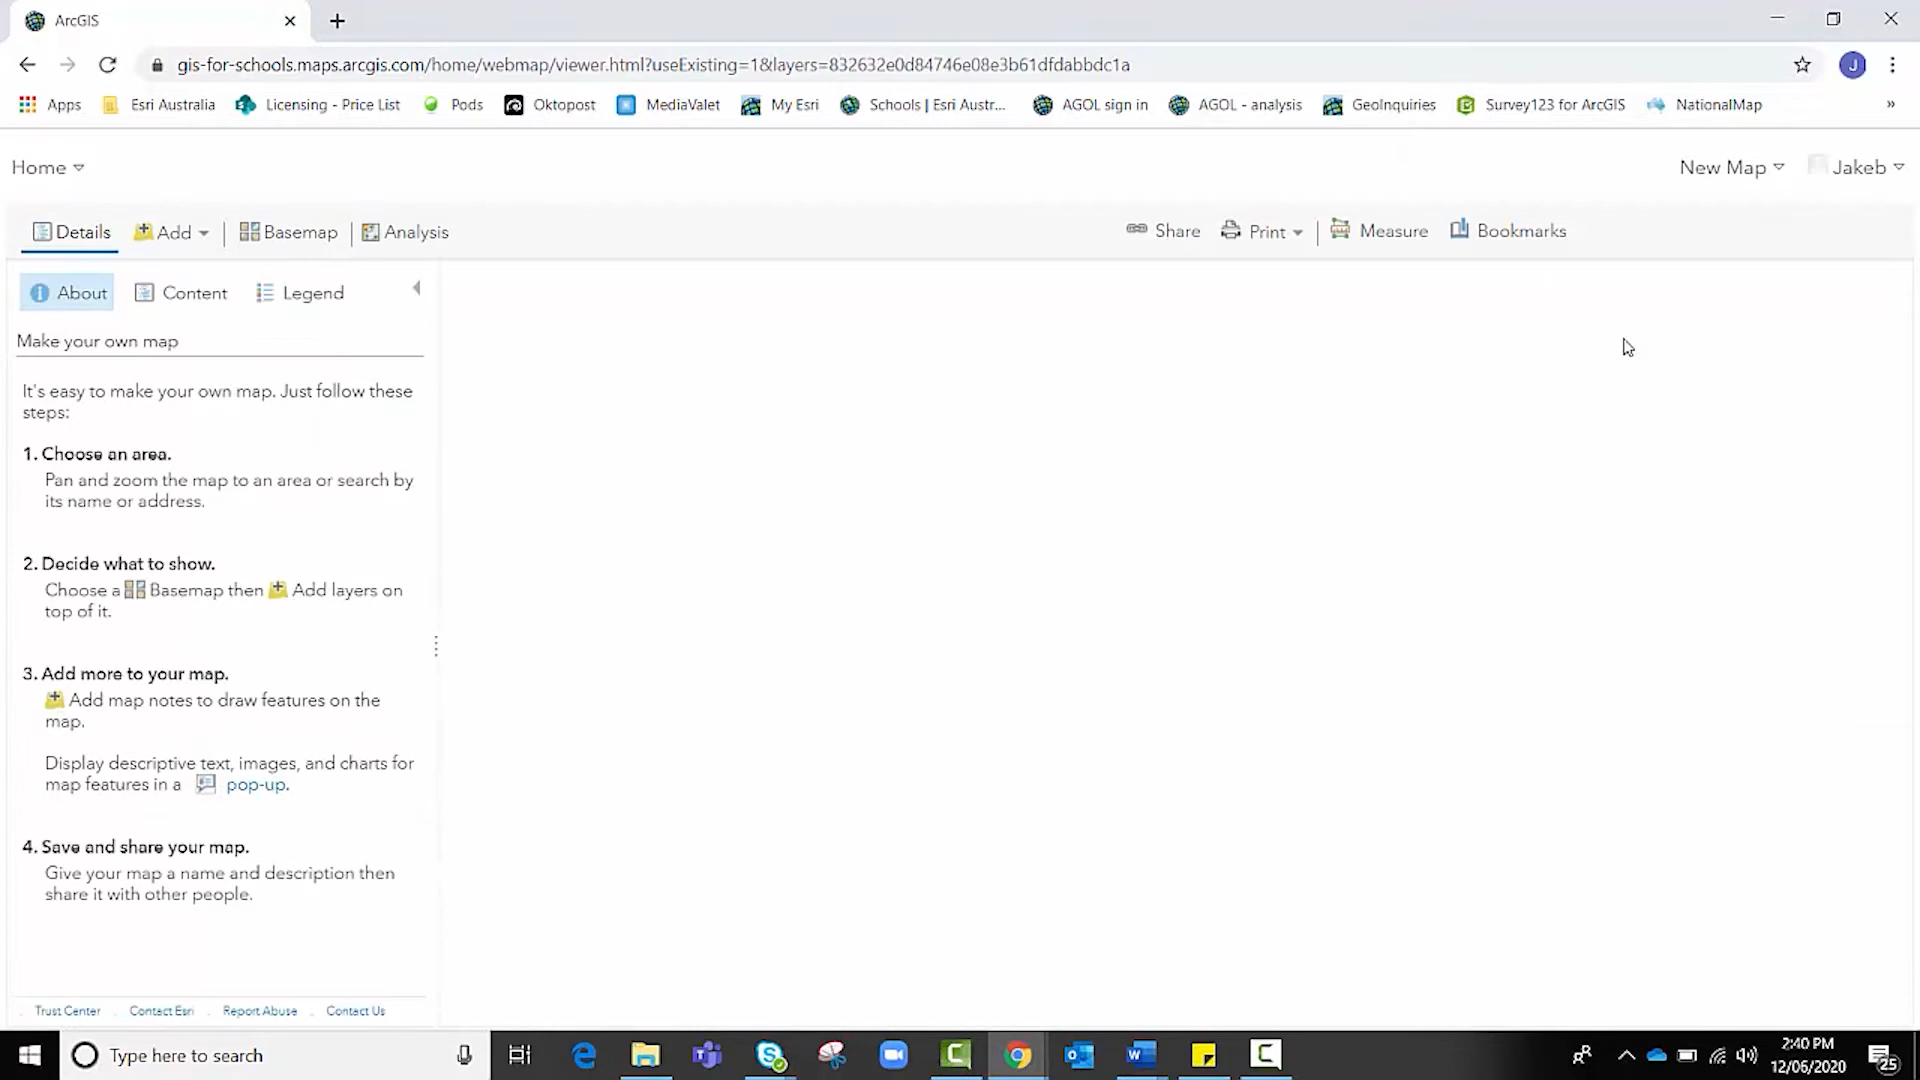 ArcGIS
gis-for-schools.maps.arcgis.com/home/webmap/viewer.html?useExisting=1&layers=832632e0d84746e08e3b61dfdabbdc1a
J
Apps Esri Australia Licensing - Price List Pods Oktopost MediaValet My Esri Schools | Esri Austr... AGOL sign in AGOL - analysis GeoInquiries Survey123 for ArcGIS NationalMap »
Home New Map Jakeb
Details Add Basemap Analysis Share Print Measure Bookmarks
About Content Legend
Make your own map
It's easy to make your own map. Just follow these
steps:
1. Choose an area.
Pan and zoom the map to an area or search by
its name or address.
2. Decide what to show.
Choose a Basemap then Add layers on
top of it.
3. Add more to your map.
Add map notes to draw features on the
map.
Display descriptive text, images, and charts for
map features in a pop-up.
4. Save and share your map.
Give your map a name and description then
share it with other people.
Trust Center . Contact Esri . Report Abuse . Contact Us
Type here to search
2:40 PM
12/06/2020
25